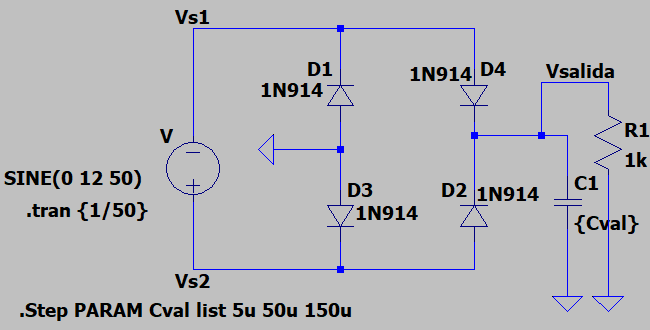 Vs1
D1
1N914
1N914
D4
Vsalida
V
R1
1k
SINE(0 12 50)
.tran {1/50}
D3
1N914
D2
1N914
C1
{Cval}
Vs2
.Step PARAM Cval list 5u 50u 150u